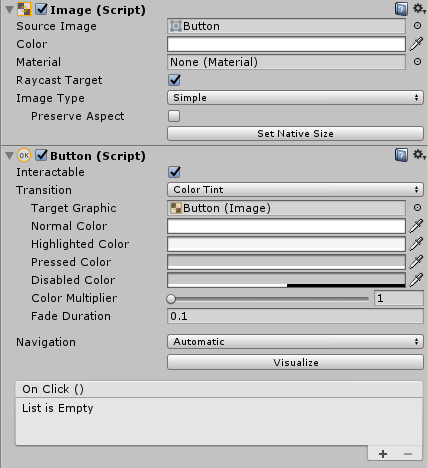 Image (Script)
Source Image Button
Color
Material None (Material)
Raycast Target
Image Type Simple
Preserve Aspect
Set Native Size
OK Button (Script)
Interactable
Transition Color Tint
Target Graphic Button (Image)
Normal Color
Highlighted Color
Pressed Color
Disabled Color
Color Multiplier 1
Fade Duration 0.1
Navigation Automatic
Visualize
On Click ()
List is Empty